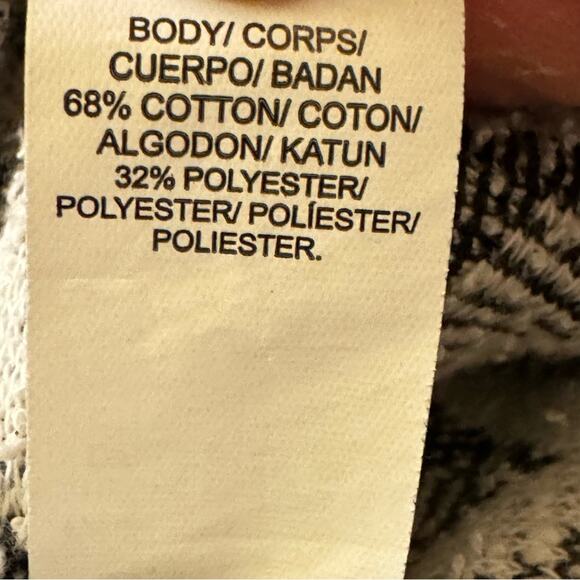 BODY/ CORPS/
CUERPO/ BADAN
68% COTTON/ COTON/
ALGODON/ KATUN
32% POLYESTER/
POLYESTER/ POLÍESTER/
POLIESTER.